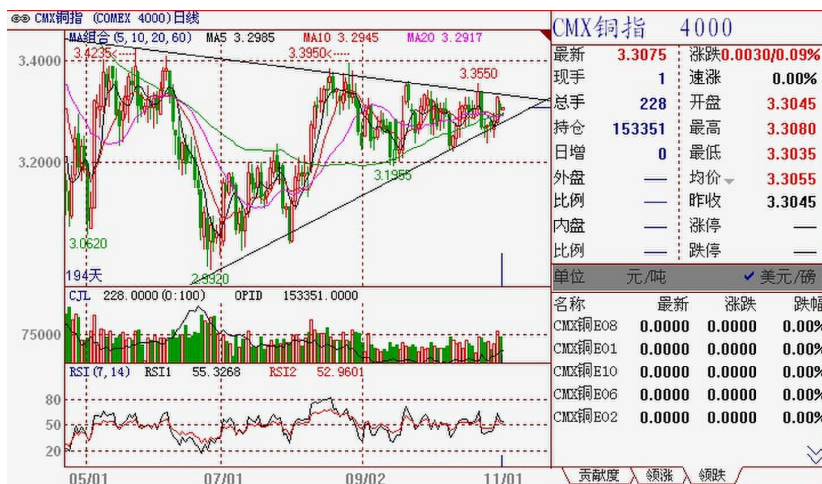 CMX铜指 (COMEX 4000)日线
MA组合(5,10,20,60) MA5 3.2985 MA10 3.2945 MA20 3.2917
3.4235 3.3950
3.4000
3.3550
3.2000
3.1955
3.0620
2.9920
194天
CJL 228.0000(0:100) OPID 153351.0000
75000
RSI(7,14) RSI1 55.3268 RSI2 52.9601
80
50
20
05/01 07/01 09/02 11/01
CMX铜指 4000
最新 3.3075 涨跌 0.0030/0.09%
现手 1 速涨 0.00%
总手 228 开盘 3.3045
持仓 153351 最高 3.3080
日增 0 最低 3.3035
外盘 — 均价 3.3055
比例 — 昨收 3.3045
内盘 — 涨停 —
比例 — 跌停 —
单位 元/吨 美元/磅
名称 最新 涨跌 跌幅
CMX铜E08 0.0000 0.0000 0.00%
CMX铜E01 0.0000 0.0000 0.00%
CMX铜E10 0.0000 0.0000 0.00%
CMX铜E06 0.0000 0.0000 0.00%
CMX铜E02 0.0000 0.0000 0.00%
贡献度 领涨 领跌